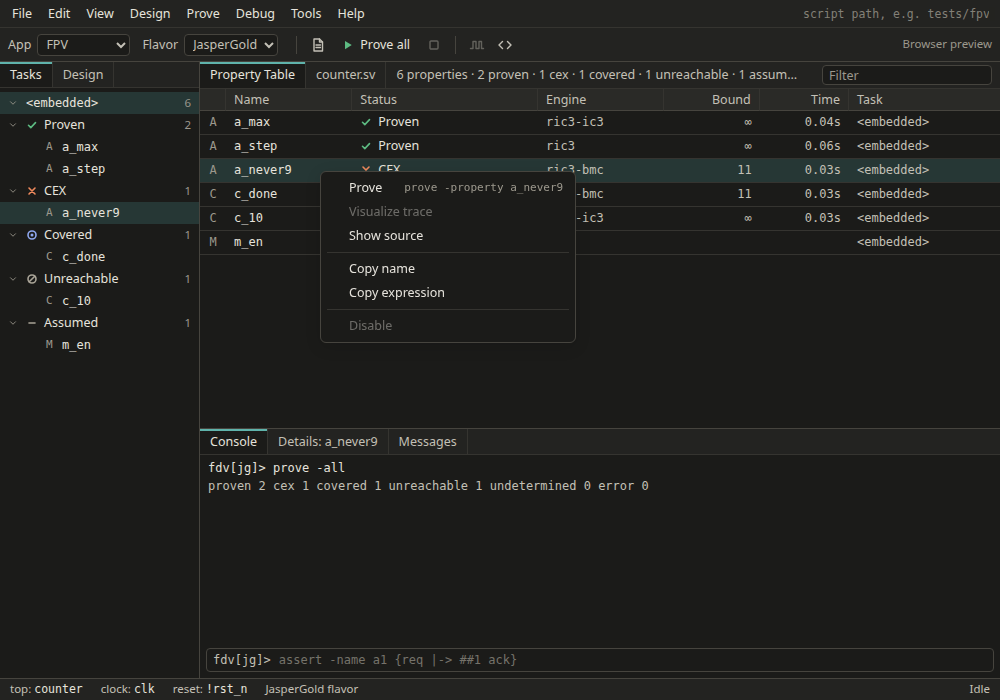 File Edit View Design Prove Debug Tools Help script path, e.g. tests/fpv
App FPV Flavor JasperGold Prove all Browser preview
Tasks Design Property Table counter.sv 6 properties · 2 proven · 1 cex · 1 covered · 1 unreachable · 1 assum... Filter
<embedded> 6
Proven 2
A a_max
A a_step
CEX 1
A a_never9
Covered 1
C c_done
Unreachable 1
C c_10
Assumed 1
M m_en
Name Status Engine Bound Time Task
A a_max Proven ric3-ic3 ∞ 0.04s <embedded>
A a_step Proven ric3 ∞ 0.06s <embedded>
A a_never9 CEX ric3-bmc 11 0.03s <embedded>
C c_done -bmc 11 0.03s <embedded>
C c_10 -ic3 ∞ 0.03s <embedded>
M m_en <embedded>
Prove prove -property a_never9
Visualize trace
Show source
Copy name
Copy expression
Disable
Console Details: a_never9 Messages
fdv[jg]> prove -all
proven 2 cex 1 covered 1 unreachable 1 undetermined 0 error 0
fdv[jg]> assert -name a1 {req |-> ##1 ack}
top: counter clock: clk reset: !rst_n JasperGold flavor Idle